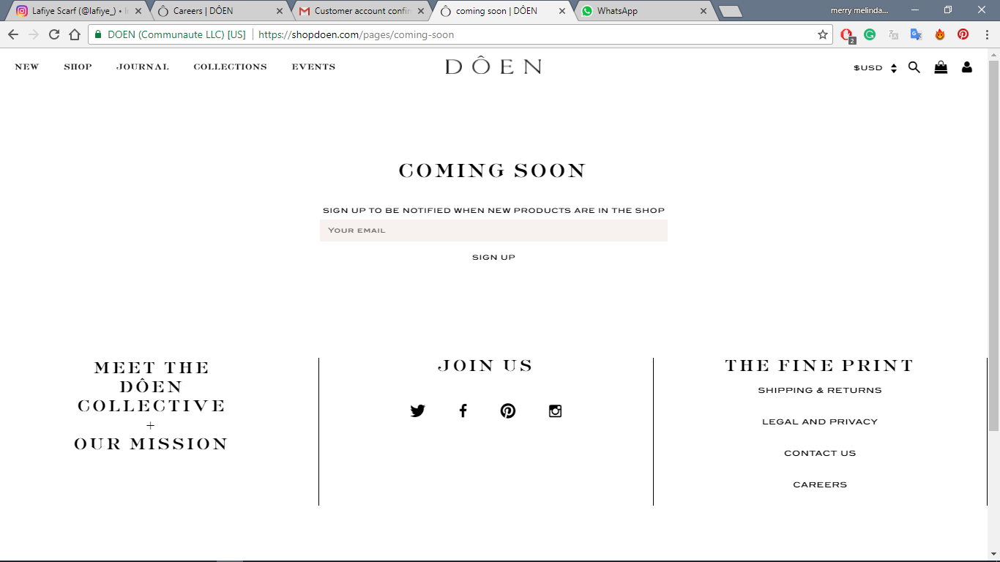 Lafiye Scarf (@lafiye_) • I
Careers | DÔEN
Customer account confir
coming soon | DÔEN
WhatsApp
merry melinda...
DOEN (Communaute LLC) [US]
https://shopdoen.com/pages/coming-soon
2
NEW
SHOP
JOURNAL
COLLECTIONS
EVENTS
DÔEN
$USD
COMING SOON
SIGN UP TO BE NOTIFIED WHEN NEW PRODUCTS ARE IN THE SHOP
YOUR EMAIL
SIGN UP
MEET THE
DÔEN
COLLECTIVE
+
OUR MISSION
JOIN US
THE FINE PRINT
SHIPPING & RETURNS
LEGAL AND PRIVACY
CONTACT US
CAREERS